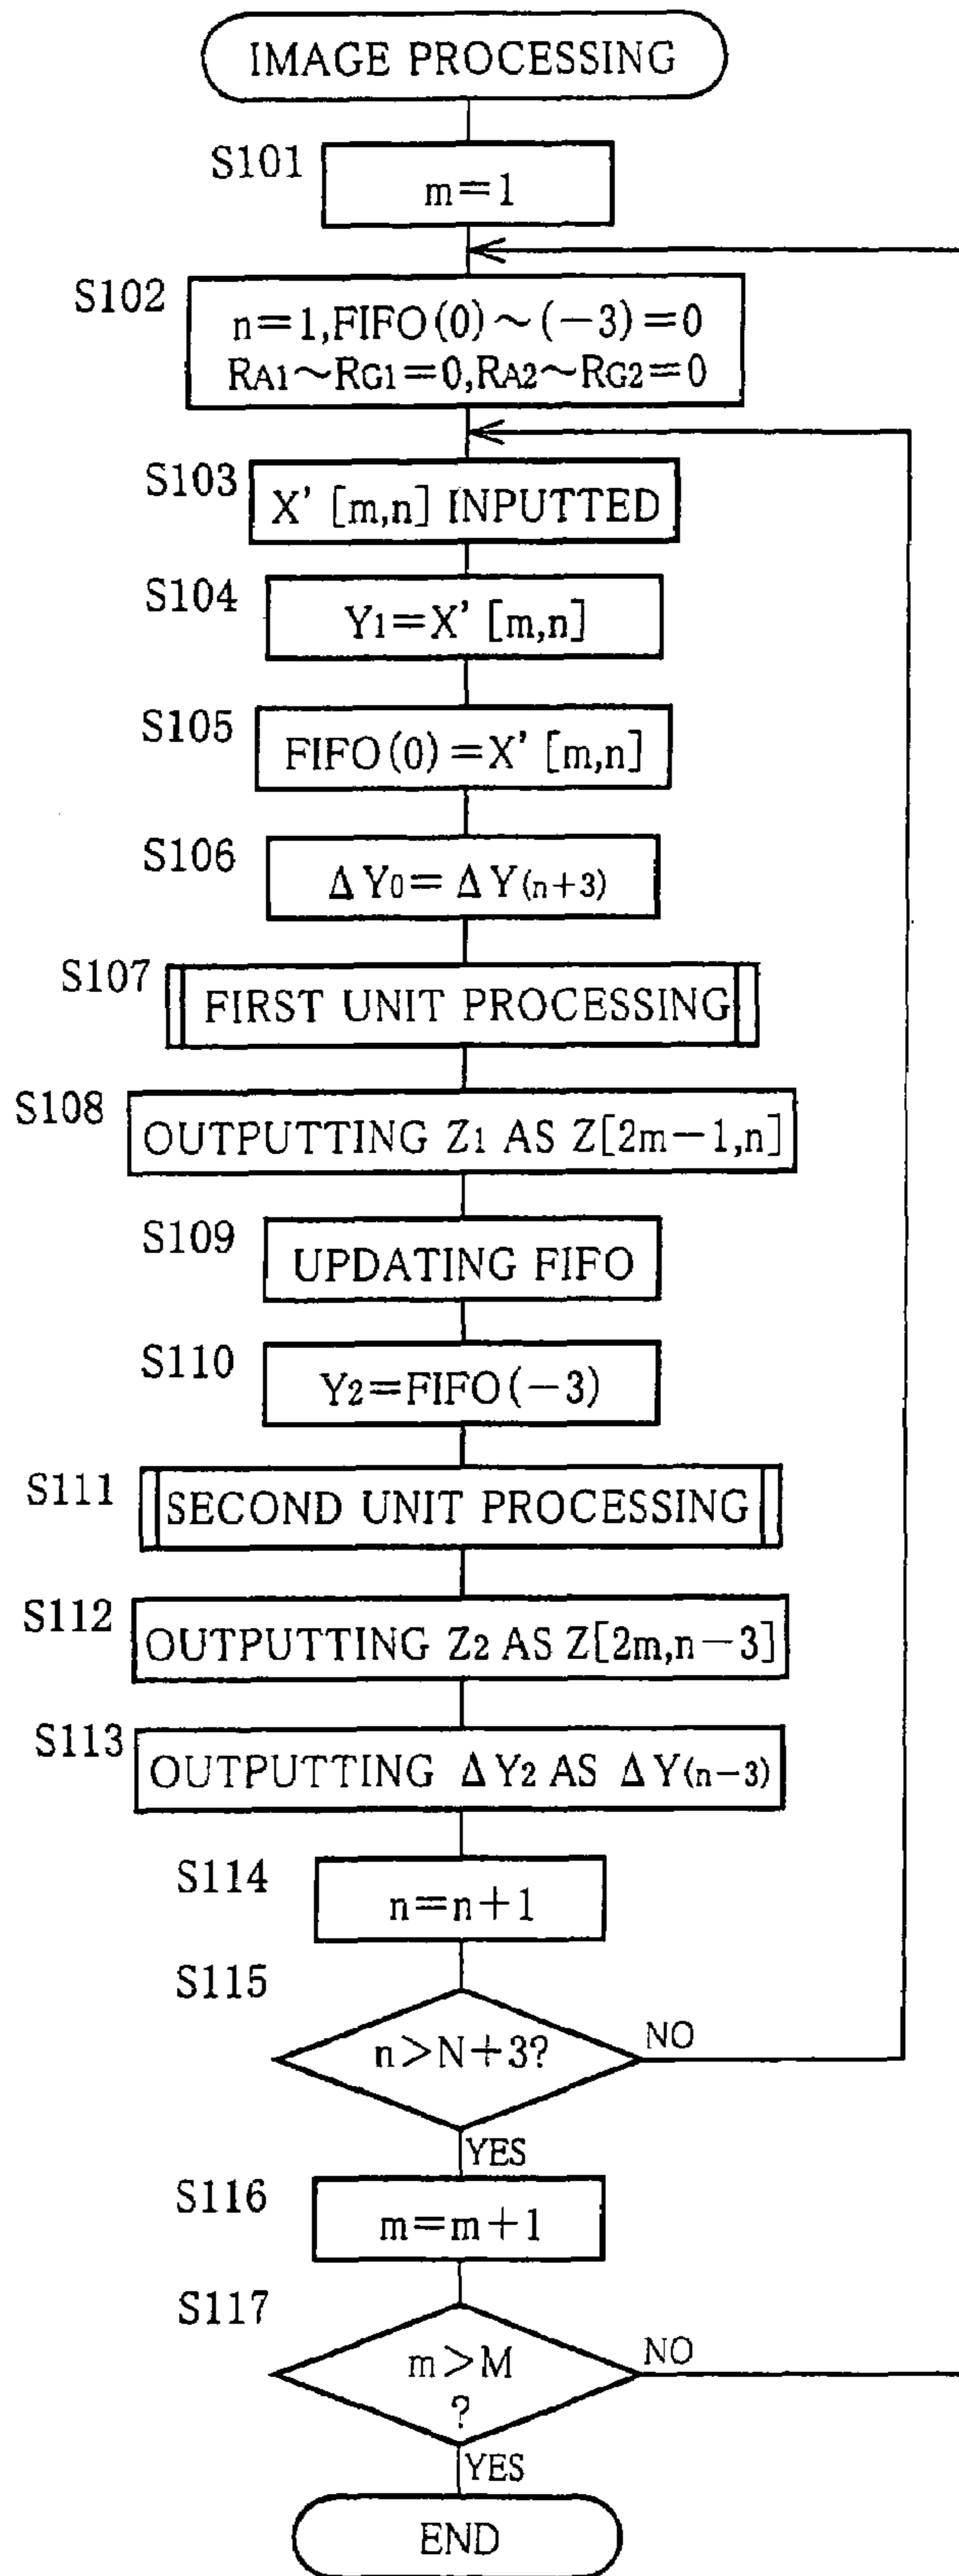 IMAGE PROCESSING
S101
m=1
S102
n=1,FIFO(0)~(-3)=0
RA1~RG1=0,RA2~RG2=0
S103
X' [m,n] INPUTTED
S104
Y1=X' [m,n]
S105
FIFO(0)=X' [m,n]
S106
ΔY0=ΔY(n+3)
S107
FIRST UNIT PROCESSING
S108
OUTPUTTING Z1 AS Z[2m-1,n]
S109
UPDATING FIFO
S110
Y2=FIFO(-3)
S111
SECOND UNIT PROCESSING
S112
OUTPUTTING Z2 AS Z[2m,n-3]
S113
OUTPUTTING ΔY2 AS ΔY(n-3)
S114
n=n+1
S115
n>N+3?
NO
YES
S116
m=m+1
S117
m>M
?
NO
YES
END